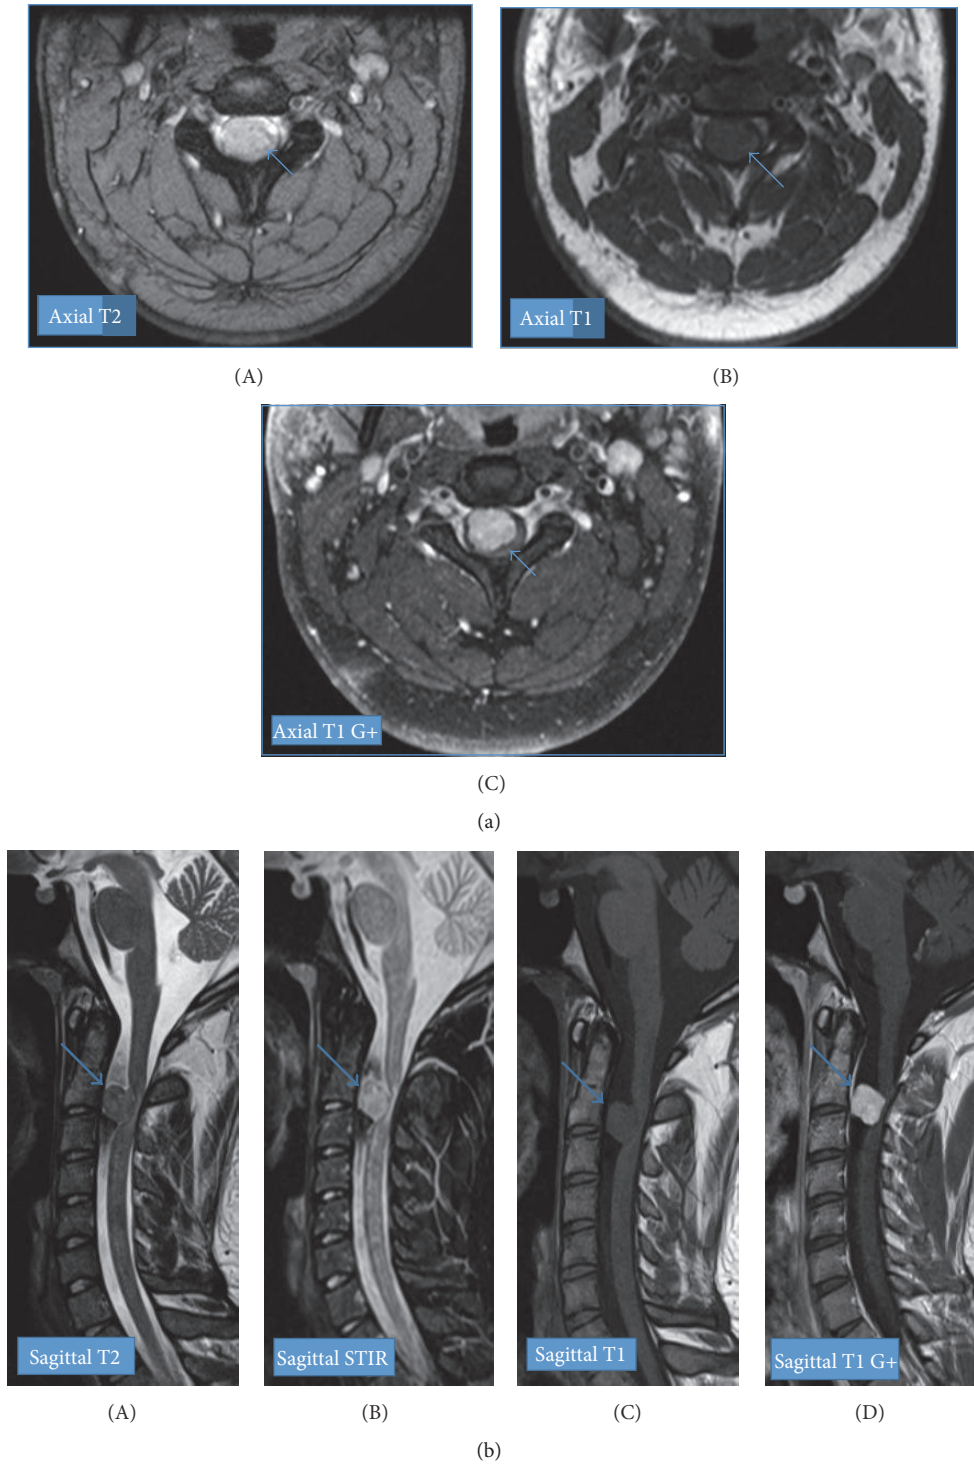 Axial T2
Axial T1
(A)
(B)
Axial T1 G+
(C)
(a)
Sagittal T2
Sagittal STIR
Sagittal T1
Sagittal T1 G+
(A)
(B)
(C)
(D)
(b)